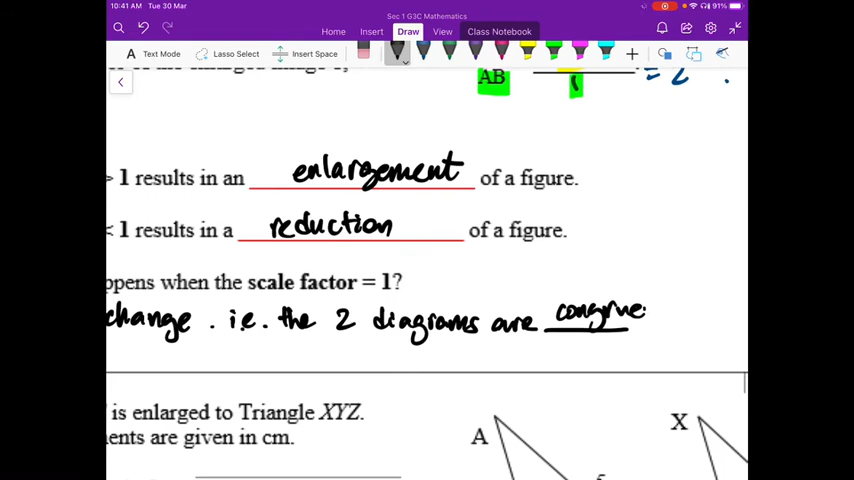 10:41 AM Tue 30 Mar
Sec 1 G3C Mathematics
91%
Home Insert Draw View Class Notebook
A Text Mode Lasso Select Insert Space
AB 1 = 2
> 1 results in an enlargement of a figure.
< 1 results in a reduction of a figure.
ppens when the scale factor = 1?
change. i.e. the 2 diagrams are congrue
is enlarged to Triangle XYZ.
ents are given in cm.
A
X